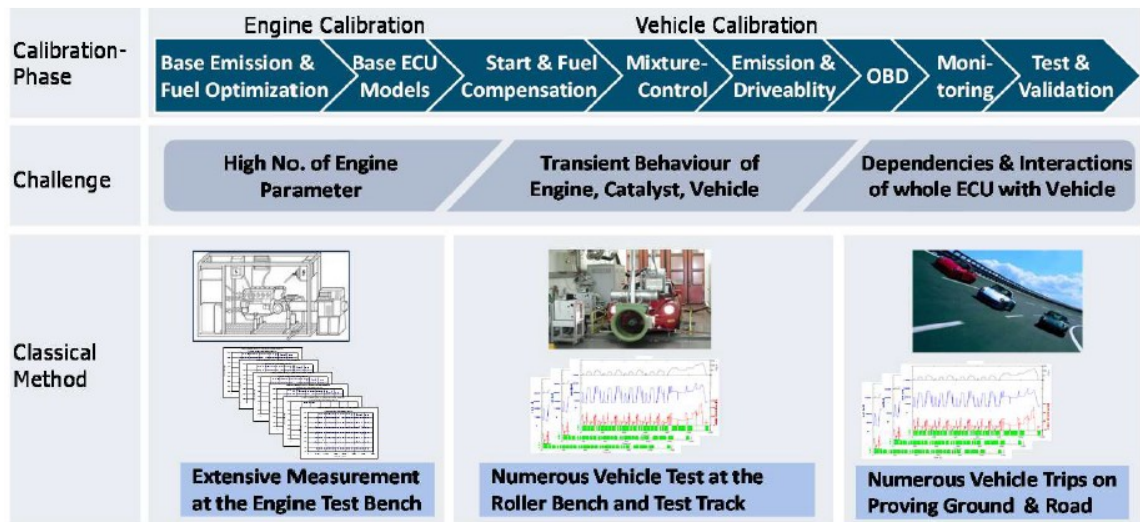 Engine Calibration
Vehicle Calibration
Calibration-
Phase
Base Emission &
Fuel Optimization
Base ECU
Models
Start & Fuel
Compensation
Mixture-
Control
Emission &
Driveablity
OBD
Moni-
toring
Test &
Validation
Challenge
High No. of Engine
Parameter
Transient Behaviour of
Engine, Catalyst, Vehicle
Dependencies & Interactions
of whole ECU with Vehicle
Classical
Method
Extensive Measurement
at the Engine Test Bench
Numerous Vehicle Test at the
Roller Bench and Test Track
Numerous Vehicle Trips on
Proving Ground & Road